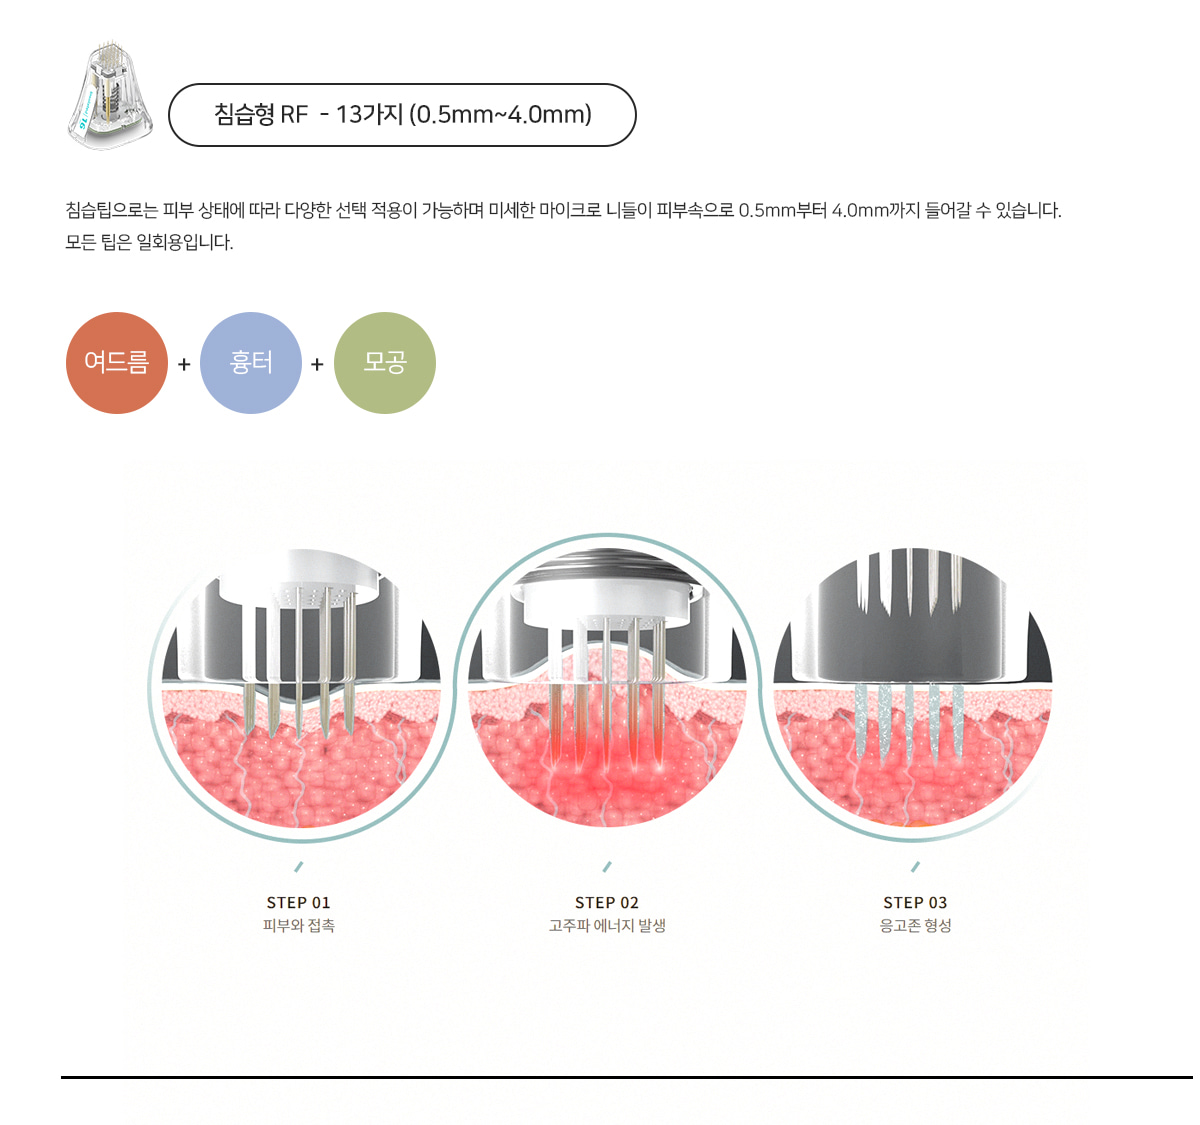 침습형 RF - 13가지 (0.5mm~4.0mm)
침습팁으로는 피부 상태에 따라 다양한 선택 적용이 가능하며 미세한 마이크로 니들이 피부속으로 0.5mm부터 4.0mm까지 들어갈 수 있습니다.
모든 팁은 일회용입니다.
여드름 + 흉터 + 모공
STEP 01
피부와 접촉
STEP 02
고주파 에너지 발생
STEP 03
응고존 형성